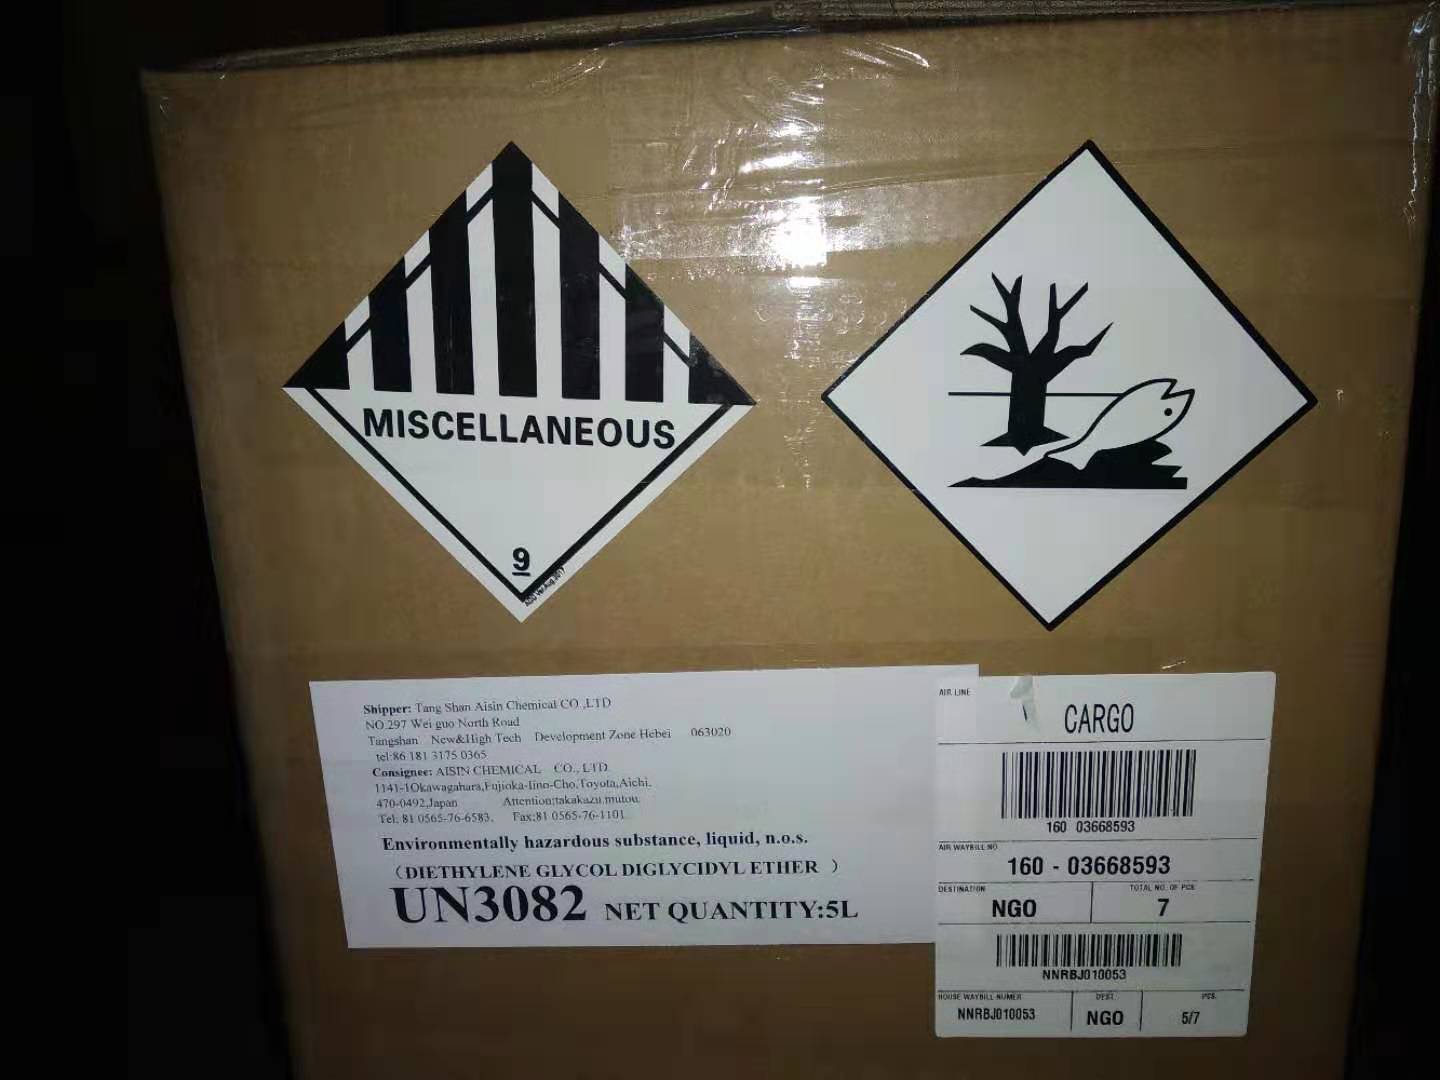 MISCELLANEOUS
9
Shipper: Tang Shan Aisin Chemical CO .,LTD
NO.297 Wei guo North Road
Tangshan New&High Tech Development Zone Hebei 063020
tel:86 181 3175 0365
Consignee: AISIN CHEMICAL CO., LTD.
1141-1Okawagahara,Fujioka-Iino-Cho,Toyota,Aichi.
470-0492,Japan Attention:takakazu.mutou.
Tel: 81 0565-76-6583, Fax:81 0565-76-1101.
Environmentally hazardous substance, liquid, n.o.s.
（DIETHYLENE GLYCOL DIGLYCIDYL ETHER ）
UN3082 NET QUANTITY:5L
AIR LINE
CARGO
160 03668593
AIR WAYBILL NO
160 - 03668593
DESTINATION TOTAL NO. OF PCS
NGO 7
NNRBJ010053
HOUSE WAYBILL NUMER DEST. PCS.
NNRBJ010053 NGO 5/7